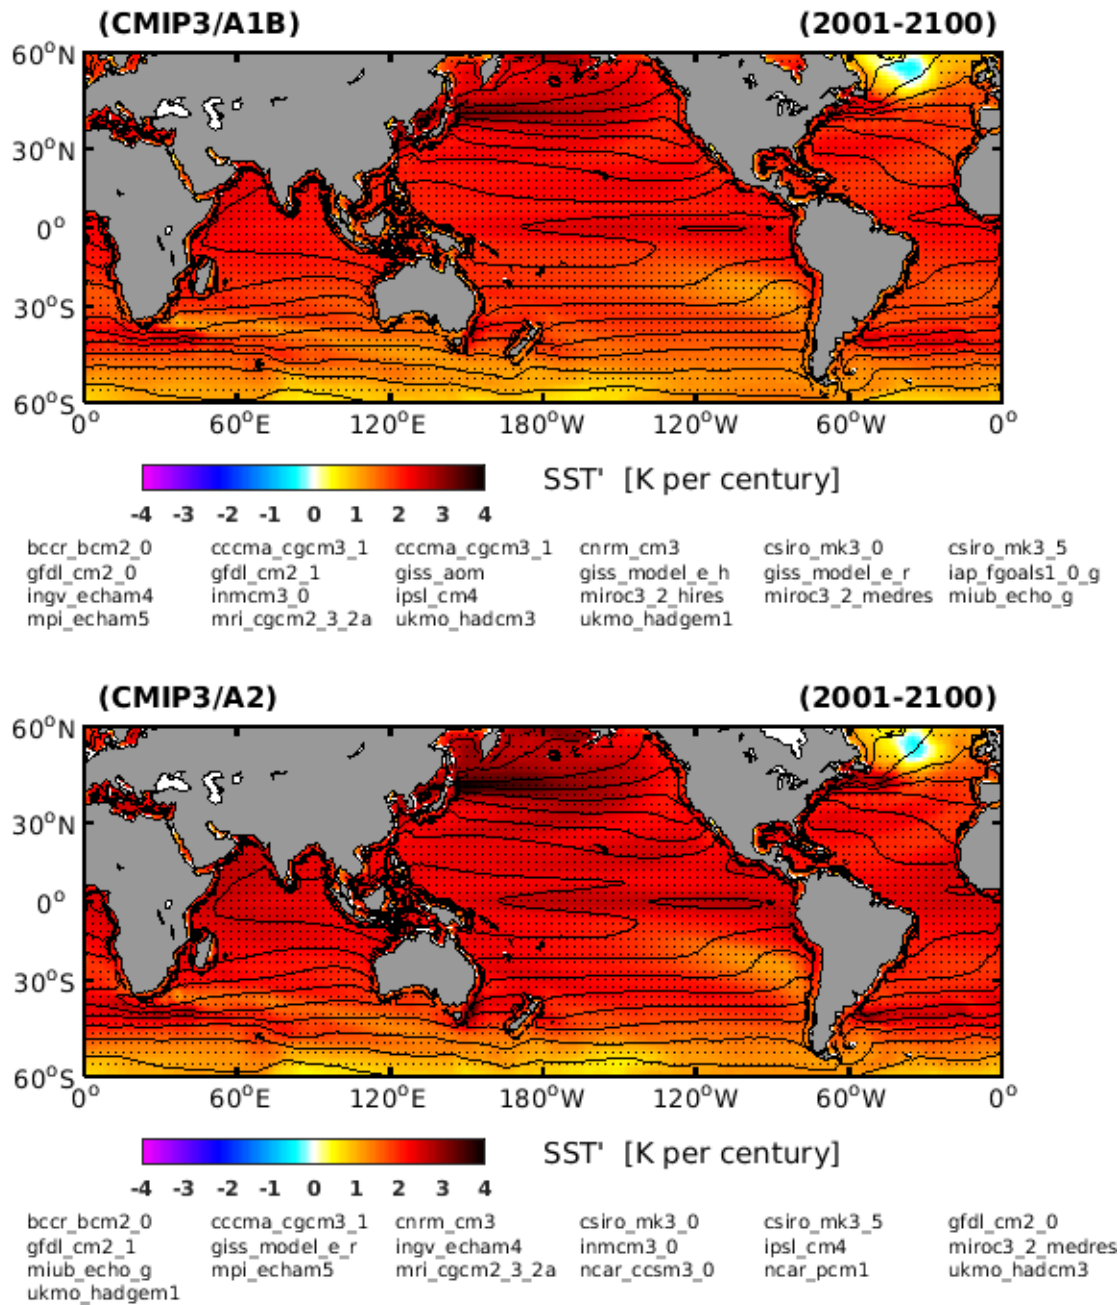 (CMIP3/A1B) (2001-2100)
60°N
30°N
0°
30°S
60°S
0° 60°E 120°E 180°W 120°W 60°W 0°
SST' [K per century]
-4 -3 -2 -1 0 1 2 3 4
bccr_bcm2_0 cccma_cgcm3_1 cccma_cgcm3_1 cnrm_cm3 csiro_mk3_0 csiro_mk3_5
gfdl_cm2_0 gfdl_cm2_1 giss_aom giss_model_e_h giss_model_e_r iap_fgoals1_0_g
ingv_echam4 inmcm3_0 ipsl_cm4 miroc3_2_hires miroc3_2_medres miub_echo_g
mpi_echam5 mri_cgcm2_3_2a ukmo_hadcm3 ukmo_hadgem1
(CMIP3/A2) (2001-2100)
60°N
30°N
0°
30°S
60°S
0° 60°E 120°E 180°W 120°W 60°W 0°
SST' [K per century]
-4 -3 -2 -1 0 1 2 3 4
bccr_bcm2_0 cccma_cgcm3_1 cnrm_cm3 csiro_mk3_0 csiro_mk3_5 gfdl_cm2_0
gfdl_cm2_1 giss_model_e_r ingv_echam4 inmcm3_0 ipsl_cm4 miroc3_2_medres
miub_echo_g mpi_echam5 mri_cgcm2_3_2a ncar_ccsm3_0 ncar_pcm1 ukmo_hadcm3
ukmo_hadgem1